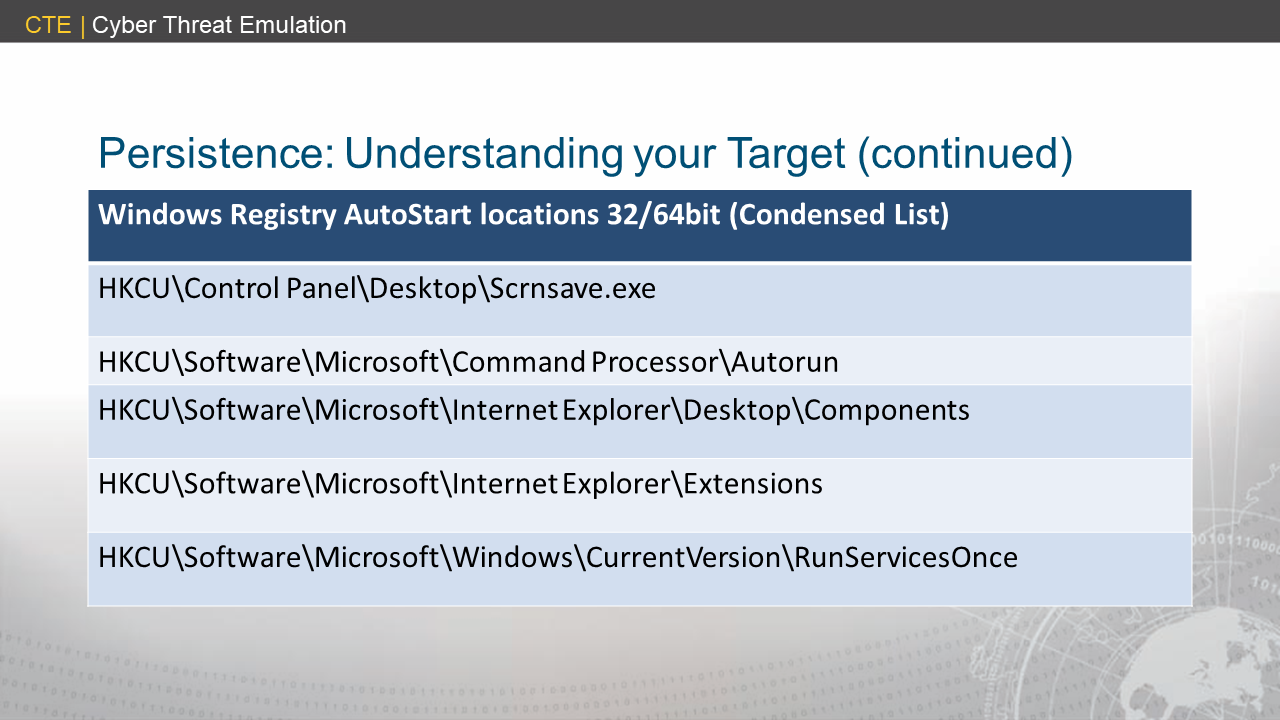 CTE | Cyber Threat Emulation
Persistence: Understanding your Target (continued)
Windows Registry AutoStart locations 32/64bit (Condensed List)
HKCU\Control Panel\Desktop\Scrnsave.exe
HKCU\Software\Microsoft\Command Processor\Autorun
HKCU\Software\Microsoft\Internet Explorer\Desktop\Components
HKCU\Software\Microsoft\Internet Explorer\Extensions
HKCU\Software\Microsoft\Windows\CurrentVersion\RunServicesOnce